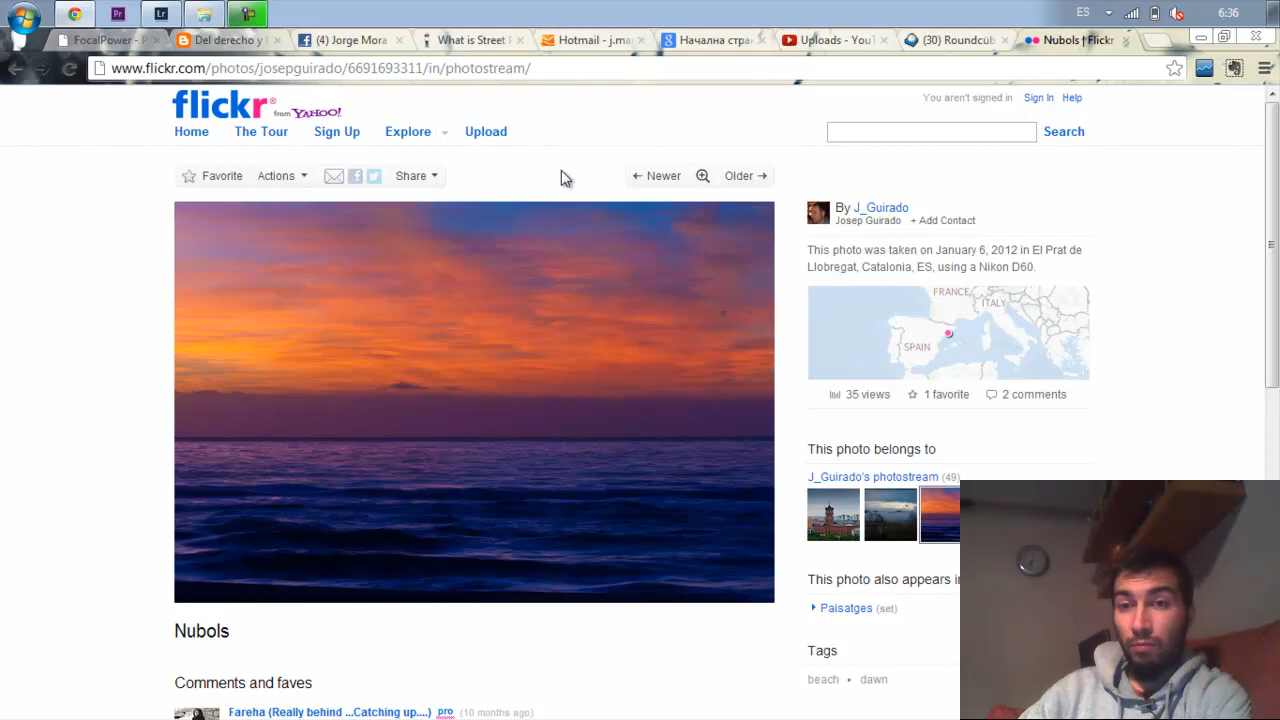 ES 6:36
FocalPower - P
Del derecho y
(4) Jorge Mora
What is Street
Hotmail - j.ma
Начална стра
Uploads - YouT
(30) Roundcub
Nubols | Flickr
www.flickr.com/photos/josepguirado/6691693311/in/photostream/
flickr from YAHOO!
You aren't signed in Sign In Help
Home The Tour Sign Up Explore Upload
Search
Favorite Actions Share
← Newer Older →
By J_Guirado
Josep Guirado + Add Contact
This photo was taken on January 6, 2012 in El Prat de
Llobregat, Catalonia, ES, using a Nikon D60.
FRANCE
ITALY
SPAIN
35 views 1 favorite 2 comments
This photo belongs to
J_Guirado's photostream (49)
This photo also appears in
Paisatges (set)
Tags
beach • dawn
Nubols
Comments and faves
Fareha (Really behind ...Catching up....) pro (10 months ago)